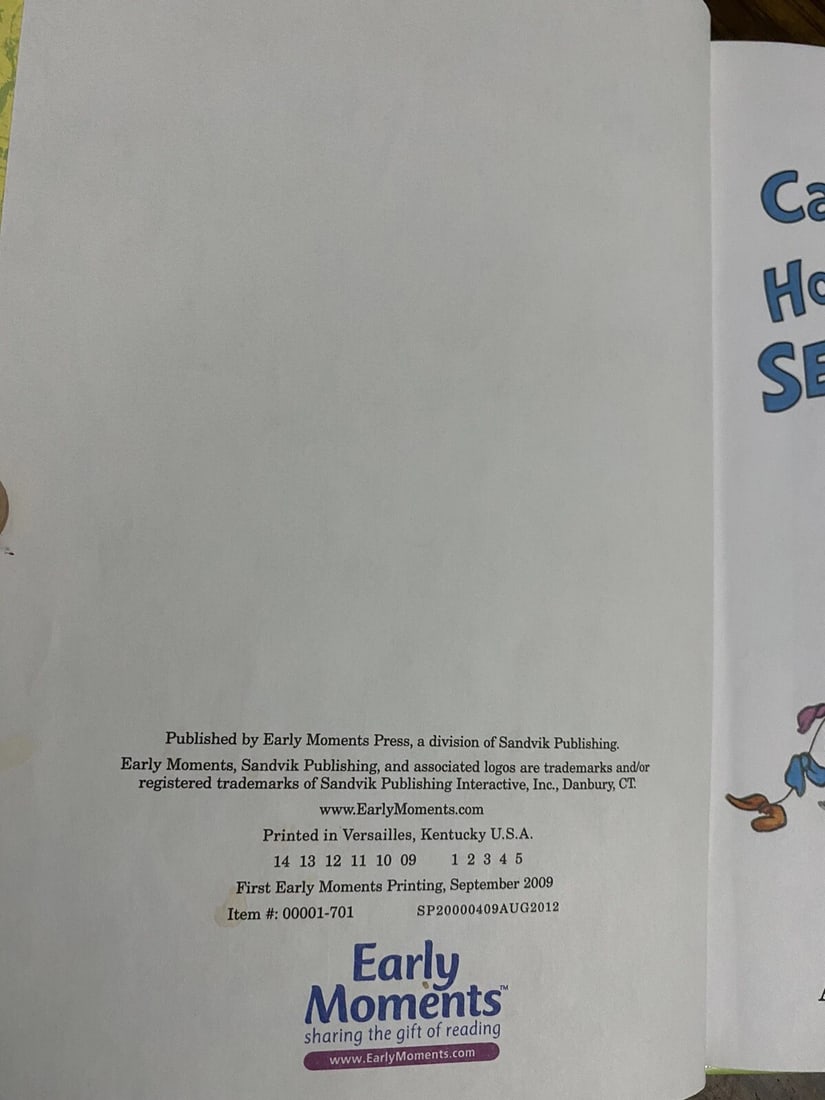 Published by Early Moments Press, a division of Sandvik Publishing.
Early Moments, Sandvik Publishing, and associated logos are trademarks and/or
registered trademarks of Sandvik Publishing Interactive, Inc., Danbury, CT.
www.EarlyMoments.com
Printed in Versailles, Kentucky U.S.A.
14 13 12 11 10 09 1 2 3 4 5
First Early Moments Printing, September 2009
Item #: 00001-701 SP20000409AUG2012
Early
Moments™
sharing the gift of reading
www.EarlyMoments.com
Ca
Ho
SE